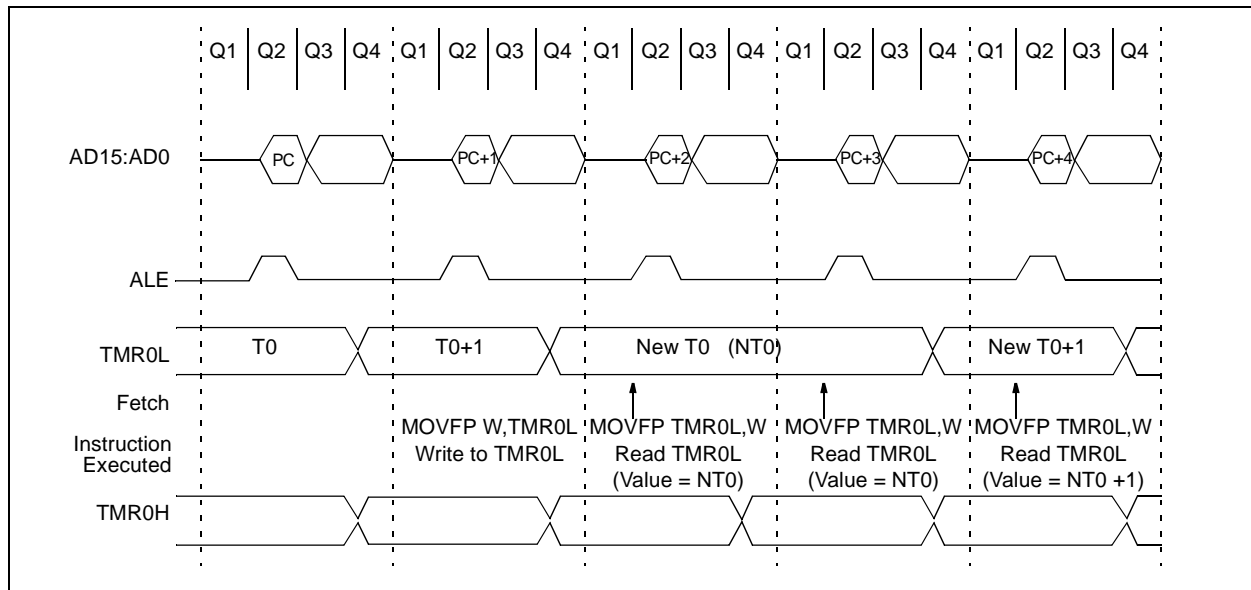 Q1 Q2 Q3 Q4 Q1 Q2 Q3 Q4 Q1 Q2 Q3 Q4 Q1 Q2 Q3 Q4 Q1 Q2 Q3 Q4
AD15:AD0 PC PC+1 PC+2 PC+3 PC+4
ALE
TMR0L T0 T0+1 New T0 (NT0) New T0+1
Fetch
MOVFP W,TMR0L MOVFP TMR0L,W MOVFP TMR0L,W MOVFP TMR0L,W
Instruction Write to TMR0L Read TMR0L Read TMR0L Read TMR0L
Executed
(Value = NT0) (Value = NT0) (Value = NT0 +1)
TMR0H